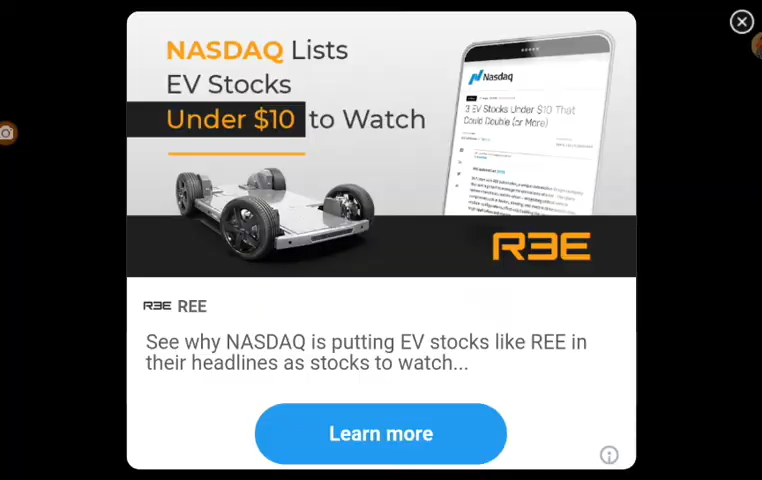 NASDAQ Lists
EV Stocks
Under $10 to Watch
Nasdaq
3 EV Stocks Under $10 That
Could Double (or More)
REE
REE REE
See why NASDAQ is putting EV stocks like REE in
their headlines as stocks to watch...
Learn more